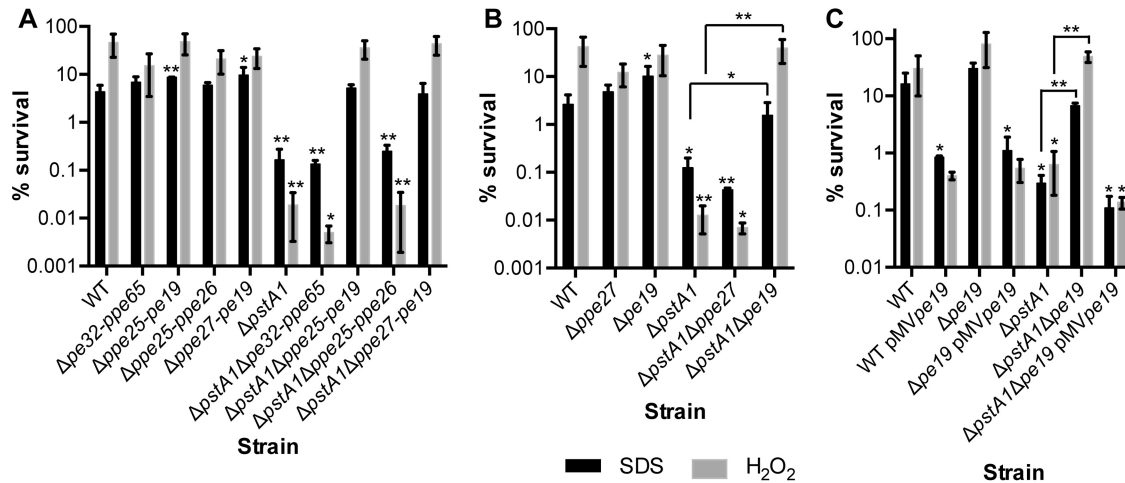 A
B
C
% survival
100
10
1
0.1
0.01
0.001
**
*
**
**
**
*
**
**
WT
Δpe32-ppe65
Δppe25-pe19
Δppe25-ppe26
Δppe27-pe19
ΔpstA1
ΔpstA1Δpe32-ppe65
ΔpstA1Δppe25-pe19
ΔpstA1Δppe25-ppe26
ΔpstA1Δppe27-pe19
Strain
% survival
100
10
1
0.1
0.01
0.001
**
*
*
*
**
**
*
WT
Δppe27
Δpe19
ΔpstA1
ΔpstA1Δppe27
ΔpstA1Δpe19
Strain
% survival
100
10
1
0.1
0.01
**
**
*
*
*
*
*
*
WT
WT pMVpe19
Δpe19
Δpe19 pMVpe19
ΔpstA1
ΔpstA1Δpe19
ΔpstA1Δpe19 pMVpe19
Strain
SDS
H₂O₂